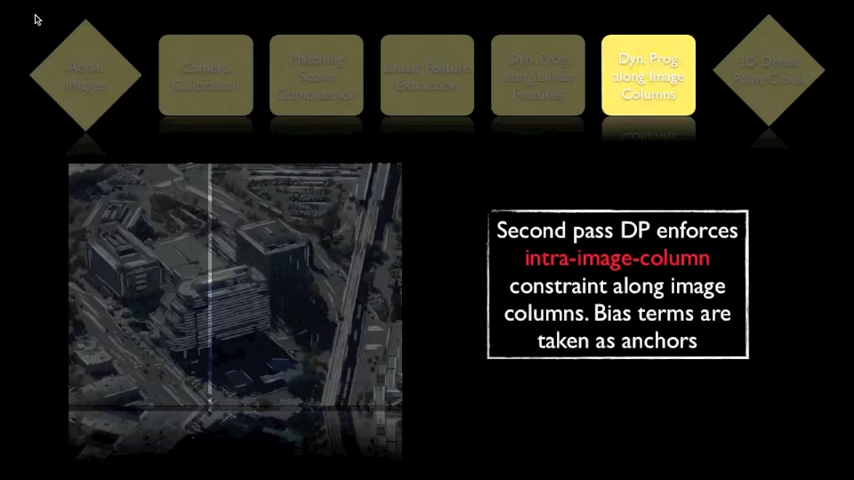 Aerial
Images
Camera
Calibration
Matching
Score
Computation
Linear Feature
Extraction
Dyn. Prog.
along Linear
Features
Dyn. Prog.
along Image
Columns
3D Dense
Point Cloud
Second pass DP enforces
intra-image-column
constraint along image
columns. Bias terms are
taken as anchors